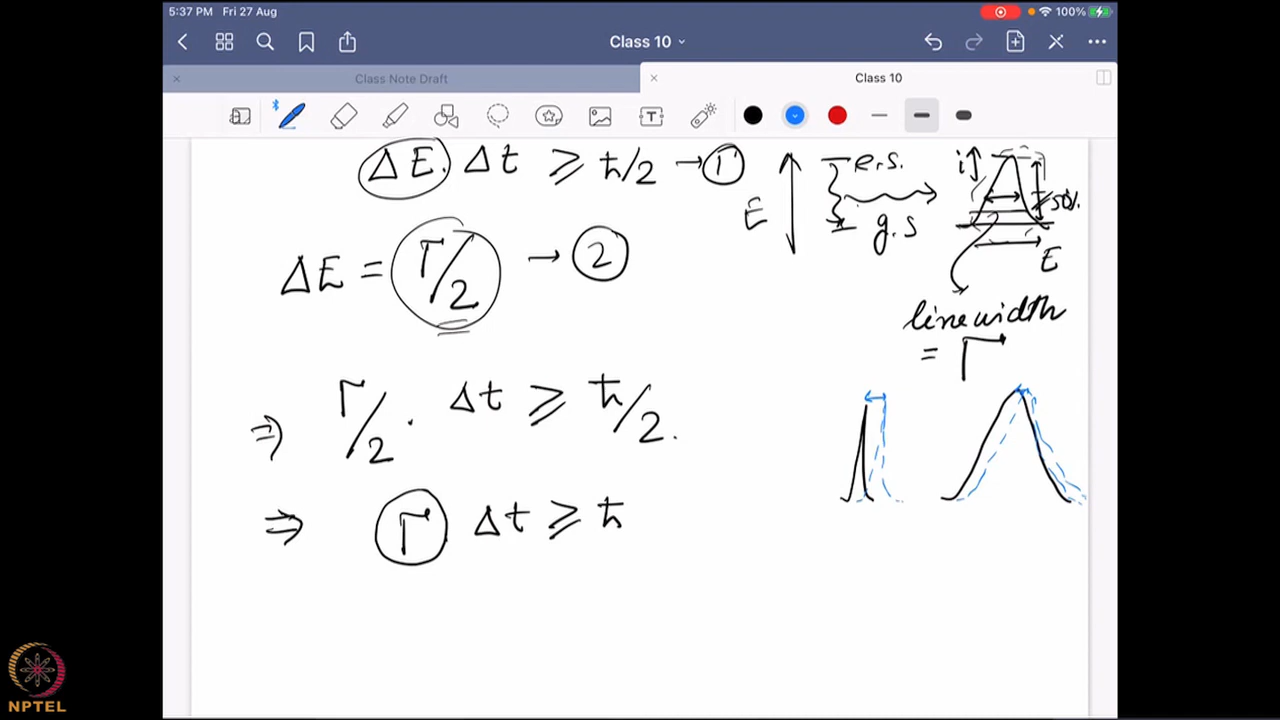 5:37 PM Fri 27 Aug
100%
Class 10
Class Note Draft
Class 10
ΔE. Δt ≥ ħ/2 → 1
ΔE = Γ/2 → 2
⇒ Γ/2 . Δt ≥ ħ/2.
⇒ Γ Δt ≥ ħ
E
e.s.
g.s
i
50%
E
linewidth
= Γ
NPTEL